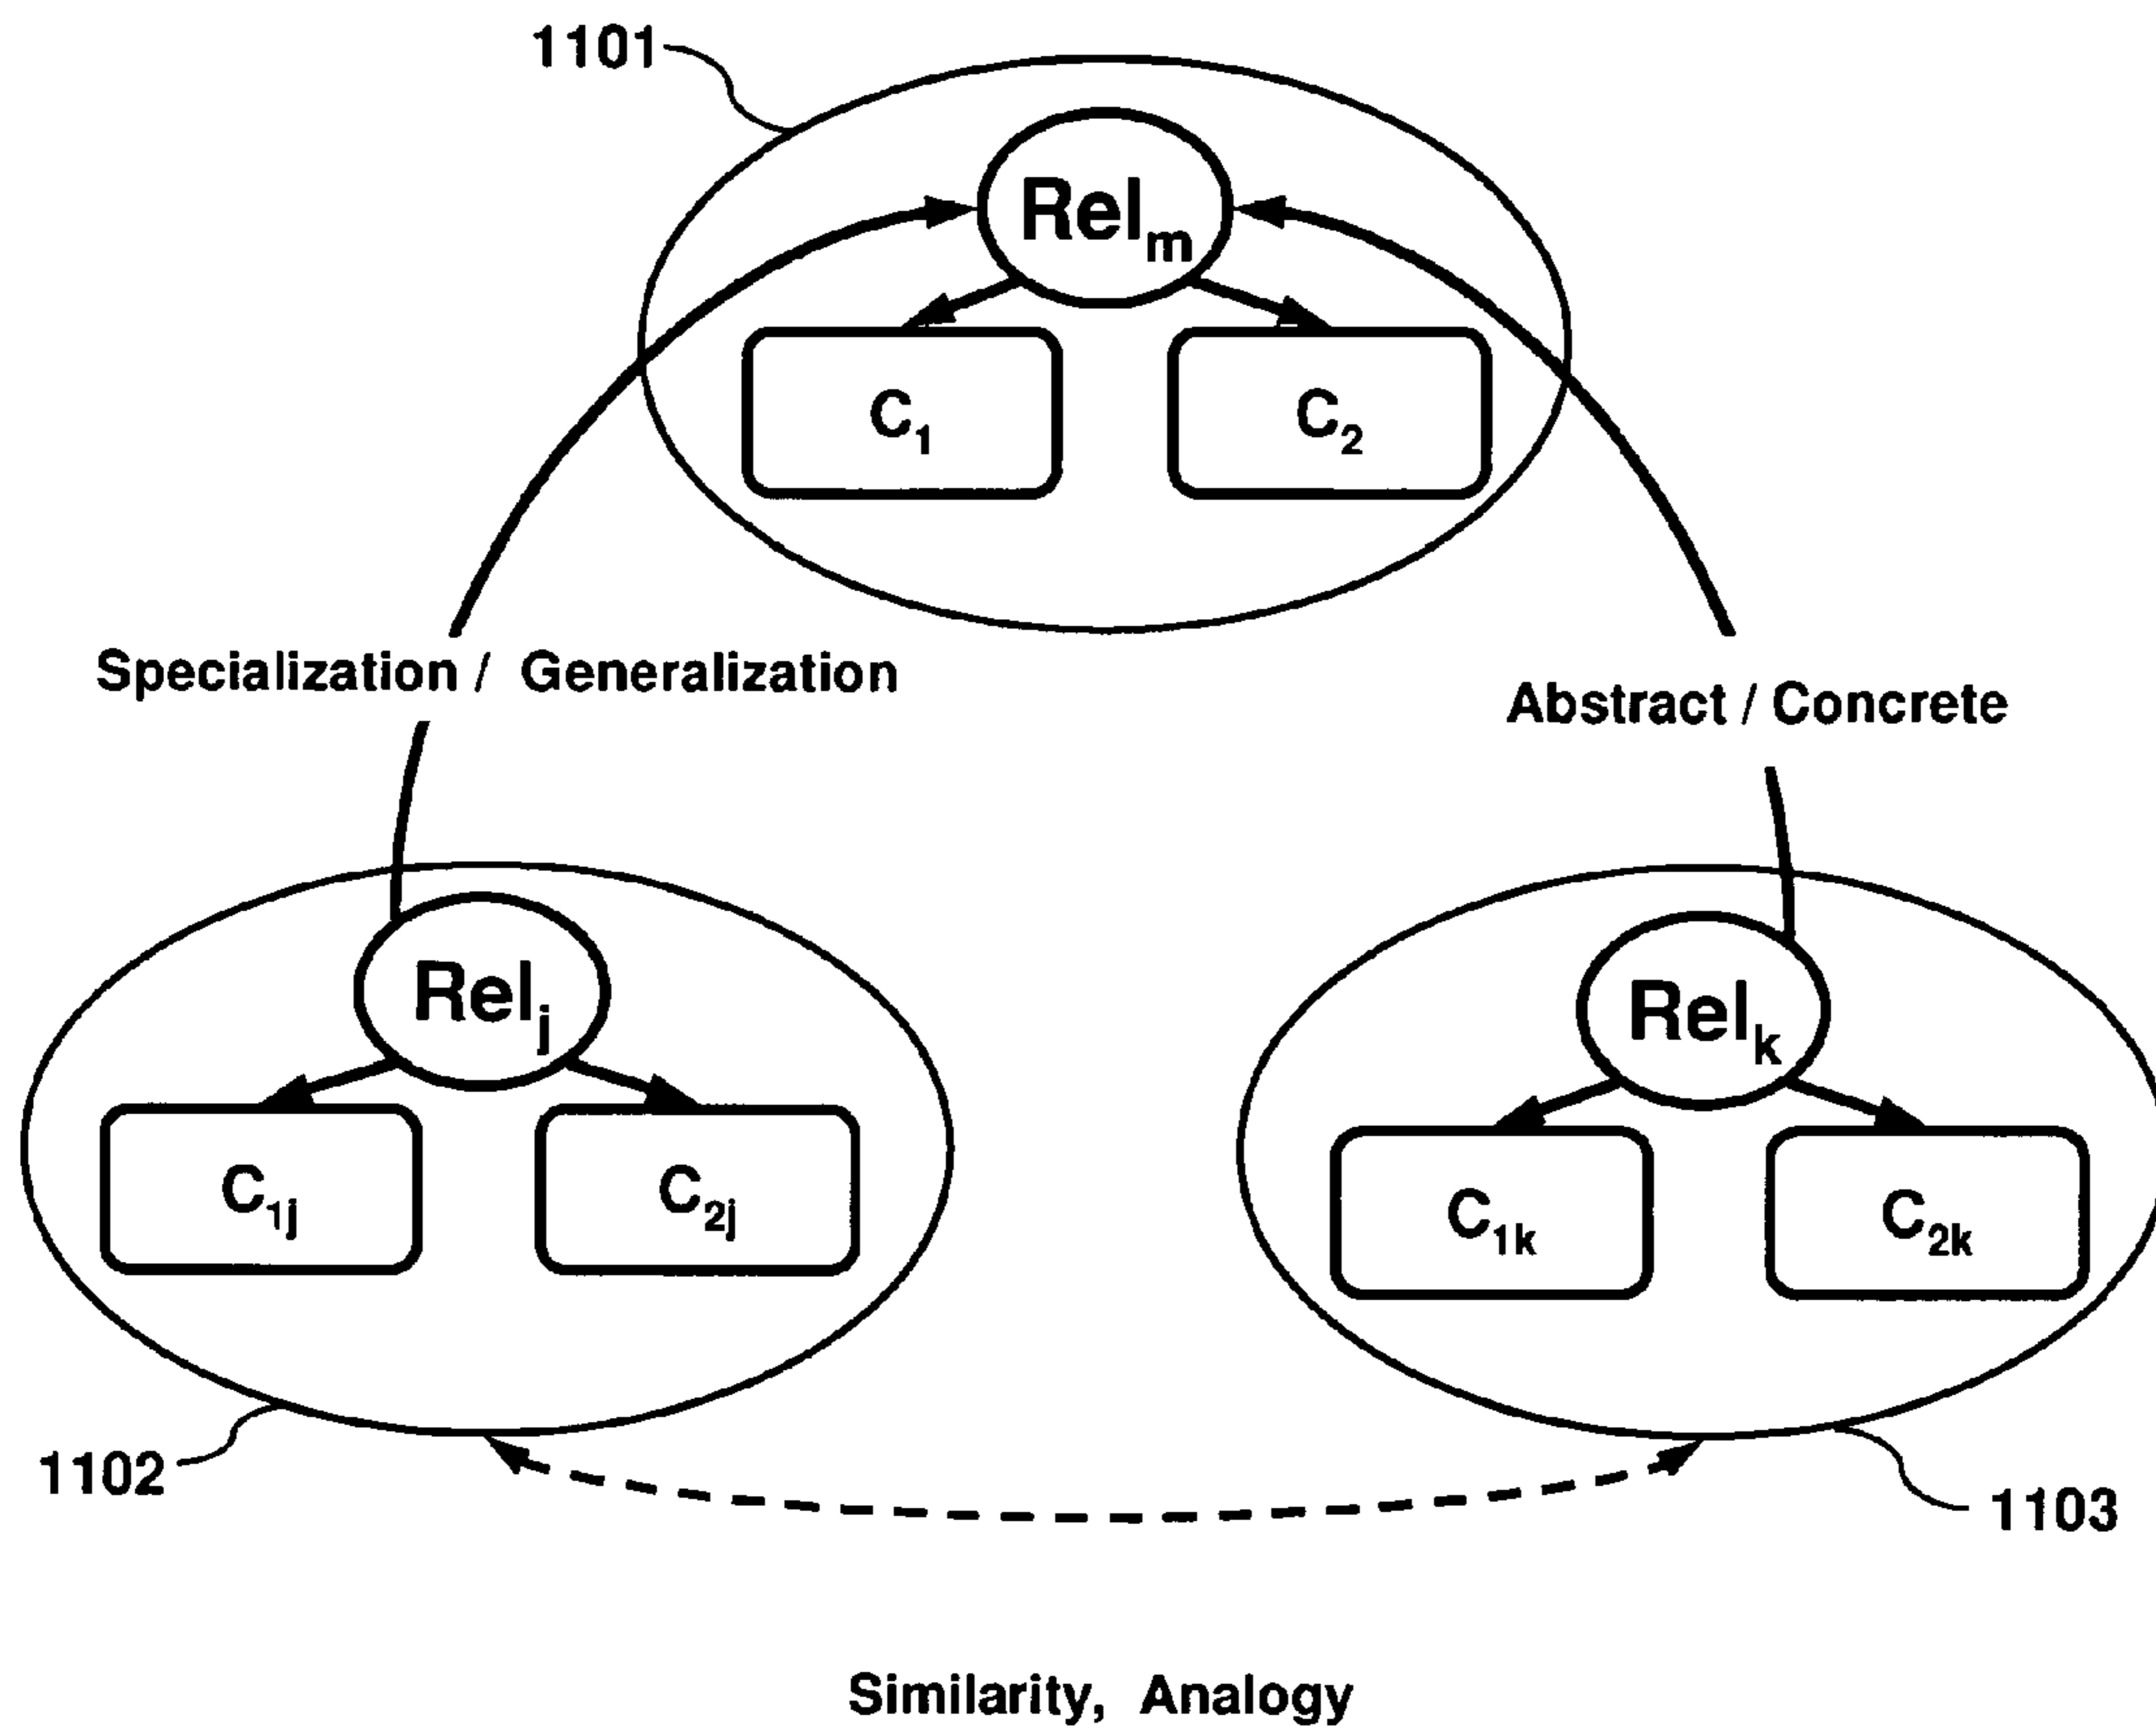 1101
Rel_m
C_1
C_2
Specialization / Generalization
Abstract / Concrete
Rel_j
Rel_k
C_1j
C_2j
C_1k
C_2k
1102
1103
Similarity, Analogy